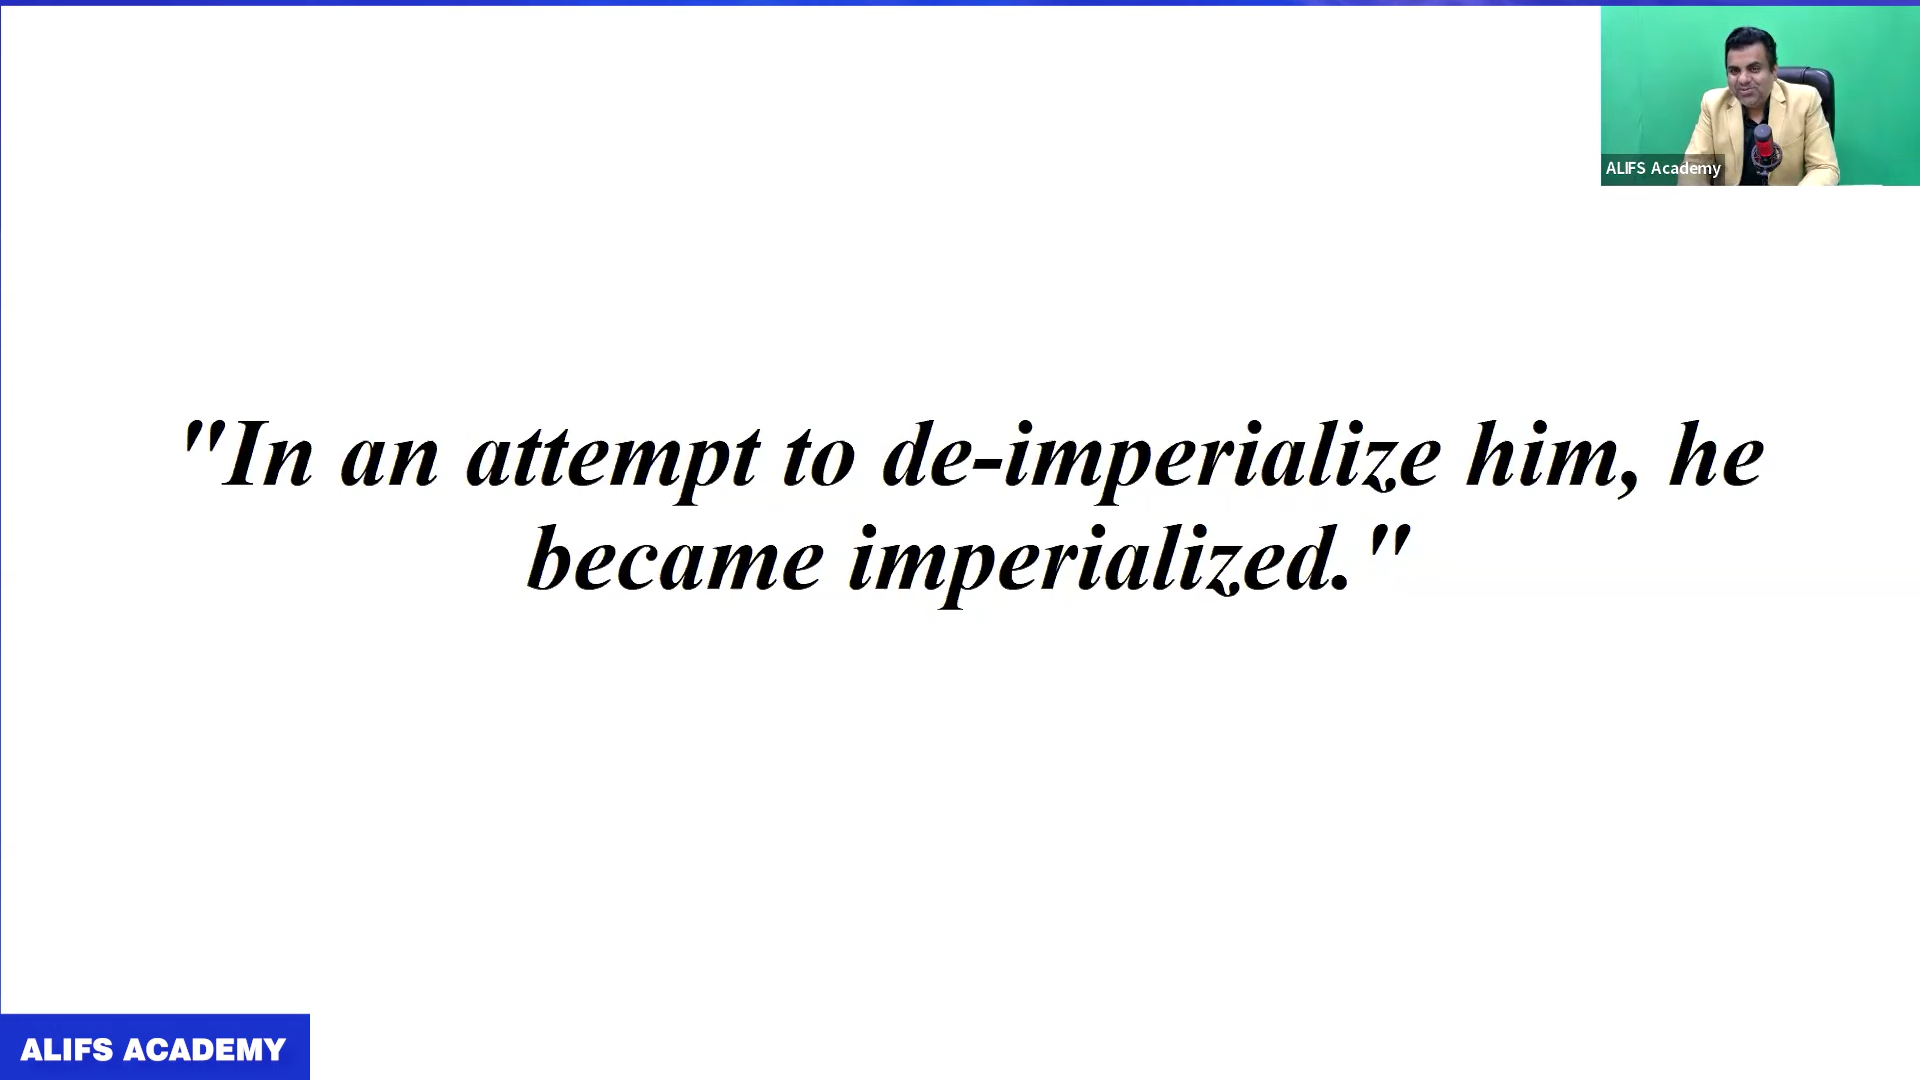 ALIFS Academy
"In an attempt to de-imperialize him, he
became imperialized."
ALIFS ACADEMY